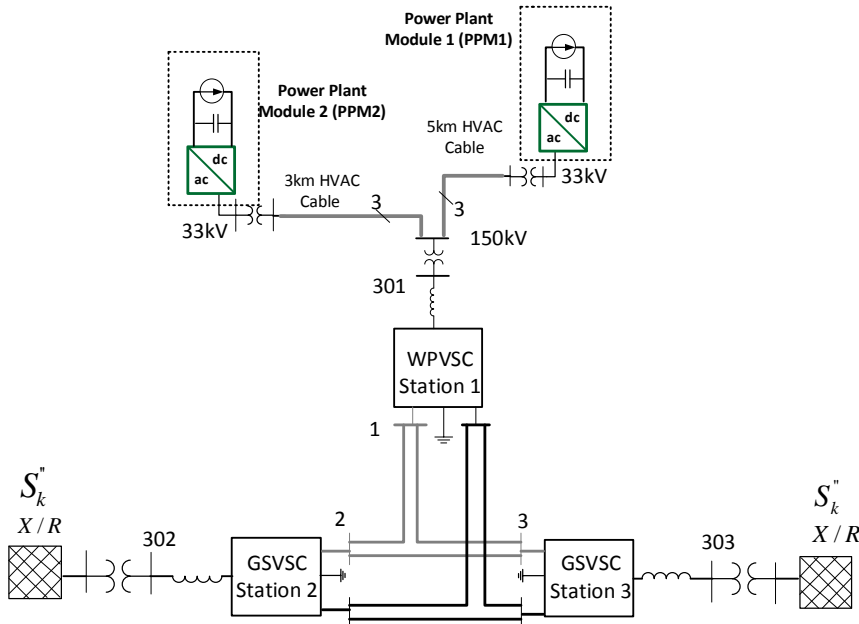 Power Plant
Module 1 (PPM1)
dc
ac
33kV
5km HVAC
Cable
3
Power Plant
Module 2 (PPM2)
dc
ac
33kV
3km HVAC
Cable
3
150kV
301
WPVSC
Station 1
1
S"k
X / R
302
GSVSC
Station 2
2
3
GSVSC
Station 3
303
S"k
X / R